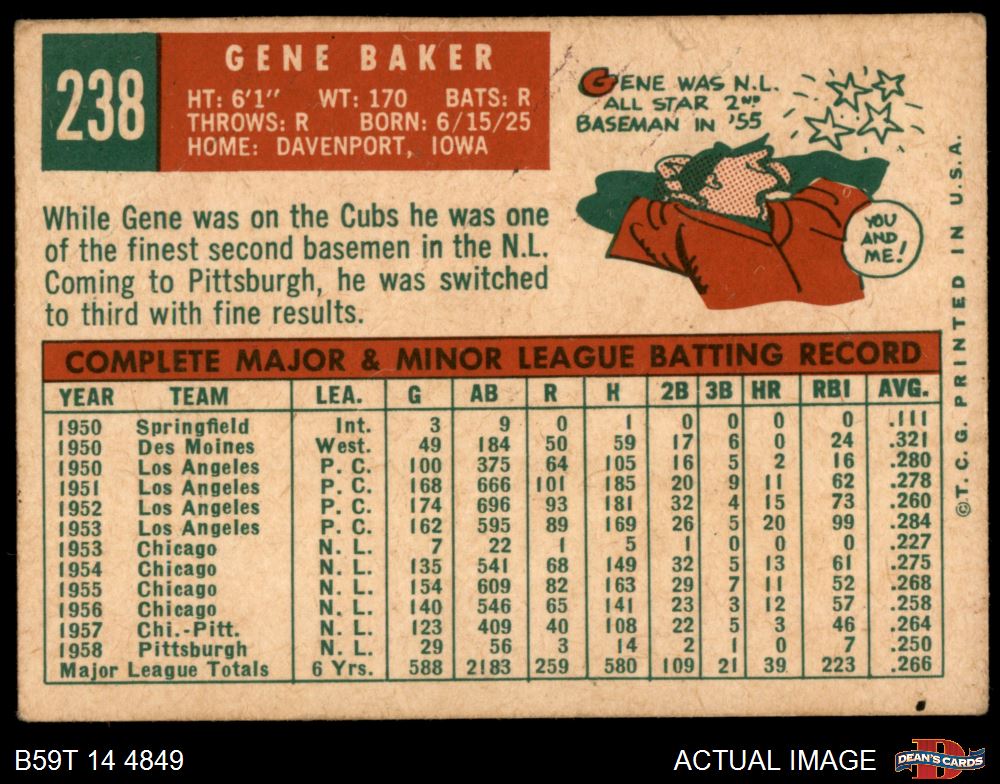 238
GENE BAKER
HT: 6'1" WT: 170 BATS: R
THROWS: R BORN: 6/15/25
HOME: DAVENPORT, IOWA
GENE WAS N.L.
ALL STAR 2ND
BASEMAN IN '55
YOU
AND
ME!
While Gene was on the Cubs he was one
of the finest second basemen in the N.L.
Coming to Pittsburgh, he was switched
to third with fine results.
COMPLETE MAJOR & MINOR LEAGUE BATTING RECORD
YEAR TEAM LEA. G AB R H 2B 3B HR RBI AVG.
1950 Springfield Int. 3 9 0 1 0 0 0 0 .111
1950 Des Moines West. 49 184 50 59 17 6 0 24 .321
1950 Los Angeles P. C. 100 375 64 105 16 5 2 16 .280
1951 Los Angeles P. C. 168 666 101 185 20 9 11 62 .278
1952 Los Angeles P. C. 174 696 93 181 32 4 15 73 .260
1953 Los Angeles P. C. 162 595 89 169 26 5 20 99 .284
1953 Chicago N. L. 7 22 1 5 1 0 0 0 .227
1954 Chicago N. L. 135 541 68 149 32 5 13 61 .275
1955 Chicago N. L. 154 609 82 163 29 7 11 52 .268
1956 Chicago N. L. 140 546 65 141 23 3 12 57 .258
1957 Chi.-Pitt. N. L. 123 409 40 108 22 5 3 46 .264
1958 Pittsburgh N. L. 29 56 3 14 2 1 0 7 .250
Major League Totals 6 Yrs. 588 2183 259 580 109 21 39 223 .266
©T. C. G. PRINTED IN U.S.A.
B59T 14 4849
ACTUAL IMAGE
D
DEAN'S CARDS